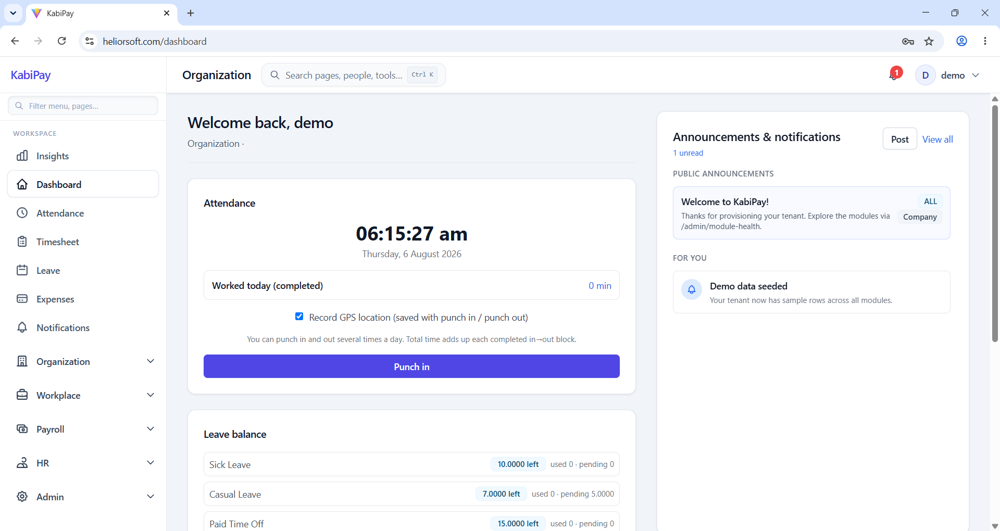 KabiPay
heliorsoft.com/dashboard
KabiPay
Organization
Search pages, people, tools...
Ctrl K
1
D
demo
Filter menu, pages...
WORKSPACE
Insights
Dashboard
Attendance
Timesheet
Leave
Expenses
Notifications
Organization
Workplace
Payroll
HR
Admin
Welcome back, demo
Organization ·
Attendance
06:15:27 am
Thursday, 6 August 2026
Worked today (completed)
0 min
Record GPS location (saved with punch in / punch out)
You can punch in and out several times a day. Total time adds up each completed in→out block.
Punch in
Leave balance
Sick Leave
10.0000 left
used 0 · pending 0
Casual Leave
7.0000 left
used 0 · pending 5.0000
Paid Time Off
15.0000 left
used 0 · pending 0
Announcements & notifications
Post
View all
1 unread
PUBLIC ANNOUNCEMENTS
Welcome to KabiPay!
ALL
Thanks for provisioning your tenant. Explore the modules via
Company
/admin/module-health.
FOR YOU
Demo data seeded
Your tenant now has sample rows across all modules.